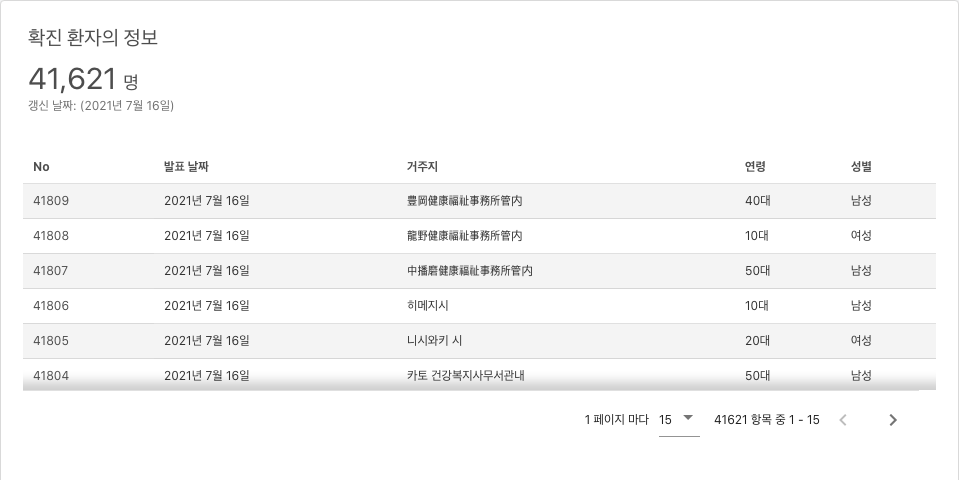 확진 환자의 정보
41,621 명
갱신 날짜: (2021년 7월 16일)
No 발표 날짜 거주지 연령 성별
41809 2021년 7월 16일 豊岡健康福祉事務所管内 40대 남성
41808 2021년 7월 16일 龍野健康福祉事務所管内 10대 여성
41807 2021년 7월 16일 中播磨健康福祉事務所管内 50대 남성
41806 2021년 7월 16일 히메지시 10대 남성
41805 2021년 7월 16일 니시와키 시 20대 여성
41804 2021년 7월 16일 카토 건강복지사무서관내 50대 남성
1 페이지 마다 15 41621 항목 중 1 - 15